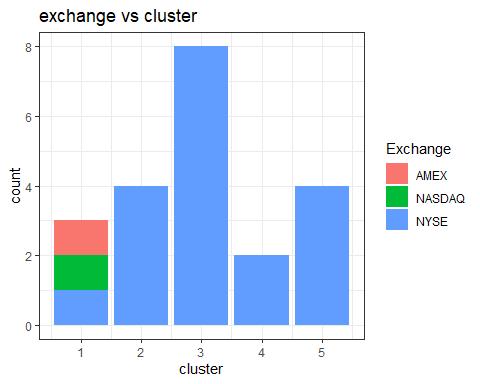 exchange vs cluster
8
6
4
2
0
count
1 2 3 4 5
cluster
Exchange
AMEX
NASDAQ
NYSE